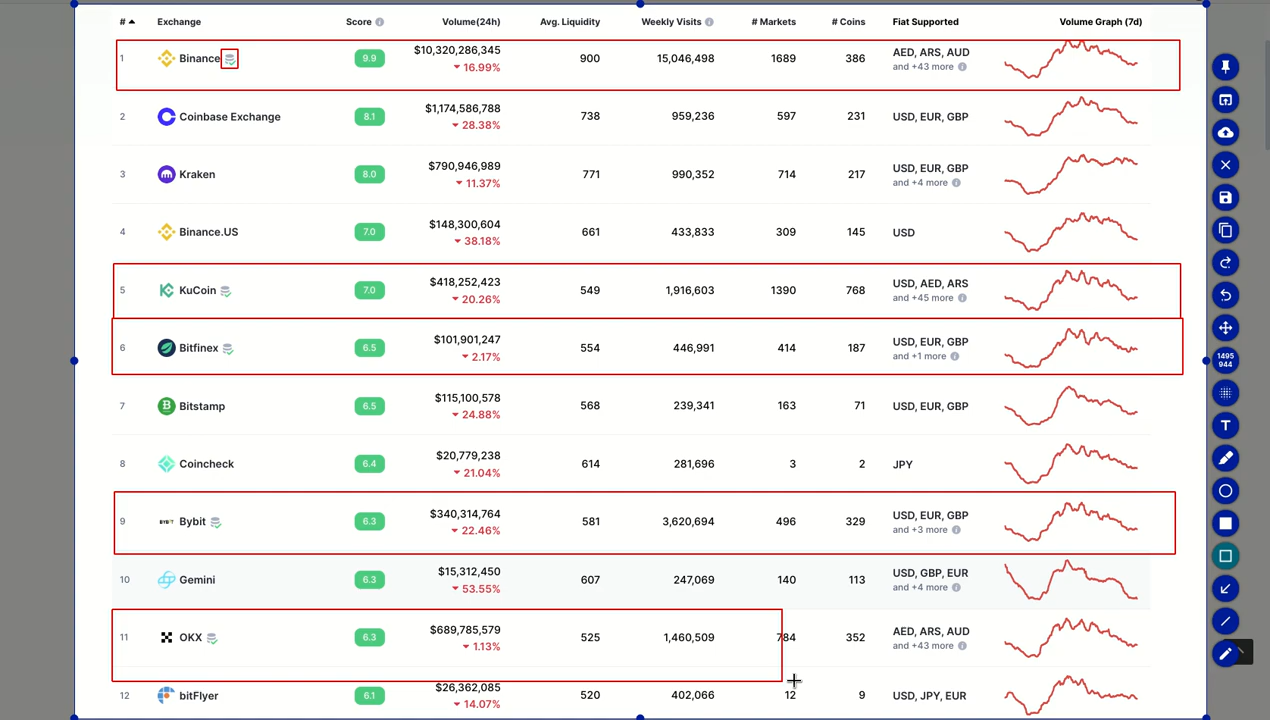 # Exchange Score Volume(24h) Avg. Liquidity Weekly Visits # Markets # Coins Fiat Supported Volume Graph (7d)
1 Binance 9.9 $10,320,286,345 16.99% 900 15,046,498 1689 386 AED, ARS, AUD and +43 more
2 Coinbase Exchange 8.1 $1,174,586,788 28.38% 738 959,236 597 231 USD, EUR, GBP
3 Kraken 8.0 $790,946,989 11.37% 771 990,352 714 217 USD, EUR, GBP and +4 more
4 Binance.US 7.0 $148,300,604 38.18% 661 433,833 309 145 USD
5 KuCoin 7.0 $418,252,423 20.26% 549 1,916,603 1390 768 USD, AED, ARS and +45 more
6 Bitfinex 6.5 $101,901,247 2.17% 554 446,991 414 187 USD, EUR, GBP and +1 more
7 Bitstamp 6.5 $115,100,578 24.88% 568 239,341 163 71 USD, EUR, GBP
8 Coincheck 6.4 $20,779,238 21.04% 614 281,696 3 2 JPY
9 BYBIT Bybit 6.3 $340,314,764 22.46% 581 3,620,694 496 329 USD, EUR, GBP and +3 more
10 Gemini 6.3 $15,312,450 53.55% 607 247,069 140 113 USD, GBP, EUR and +4 more
11 OKX 6.3 $689,785,579 1.13% 525 1,460,509 784 352 AED, ARS, AUD and +43 more
12 bitFlyer 6.1 $26,362,085 14.07% 520 402,066 12 9 USD, JPY, EUR
1495
944
T